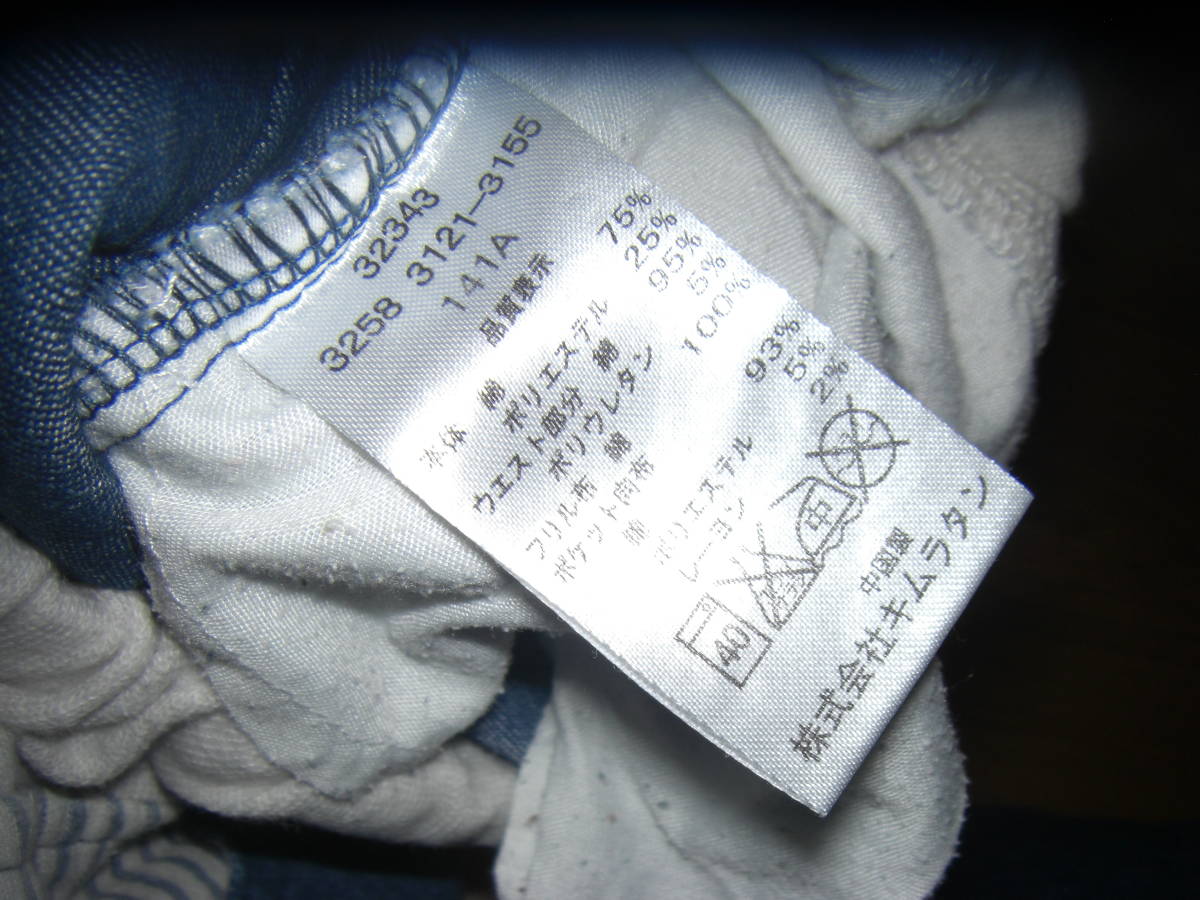 32343
3258 3121-3155
141A
品質表示
本体 綿 75%
ポリエステル 25%
ウエスト部分 綿 95%
ポリウレタン 5%
フリル布 綿 100%
ポケット向布
綿 93%
ポリエステル 5%
レーヨン 2%
40
中
中国製
株式会社キムラタン